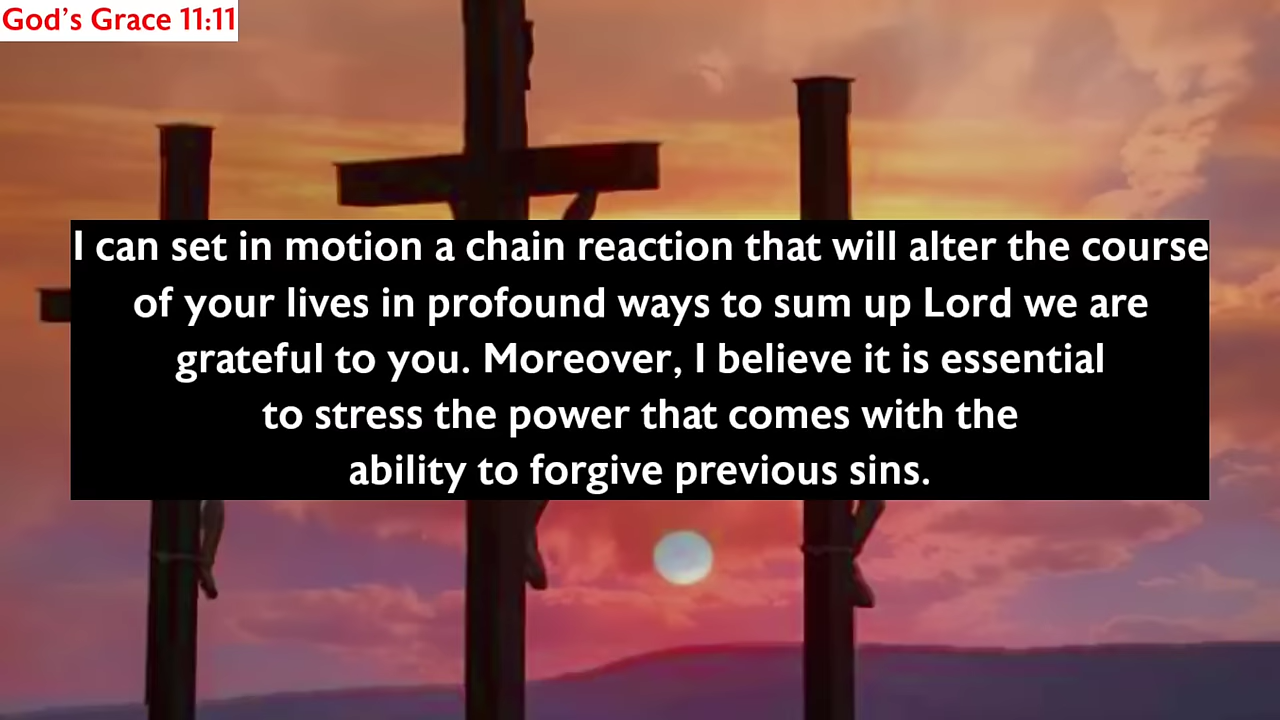 God's Grace 11:11
I can set in motion a chain reaction that will alter the course
of your lives in profound ways to sum up Lord we are
grateful to you. Moreover, I believe it is essential
to stress the power that comes with the
ability to forgive previous sins.